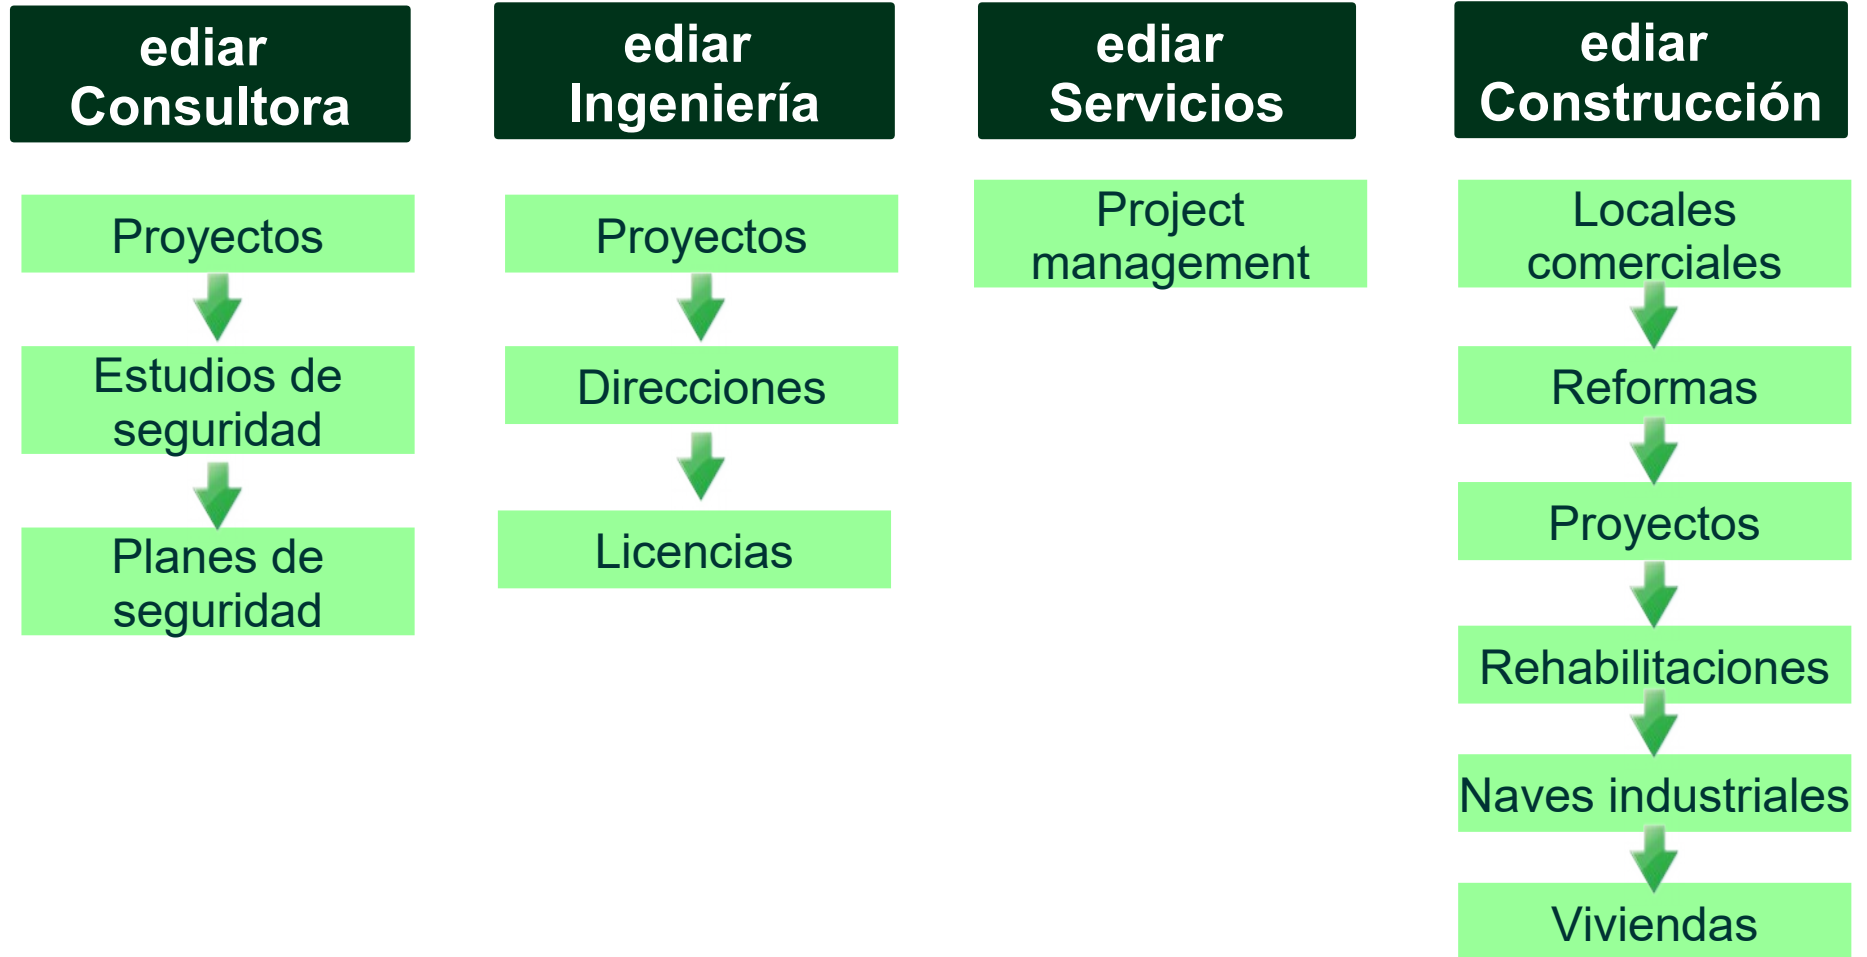 ediar
Consultora
Proyectos
Estudios de
seguridad
Planes de
seguridad
ediar
Ingeniería
Proyectos
Direcciones
Licencias
ediar
Servicios
Project
management
ediar
Construcción
Locales
comerciales
Reformas
Proyectos
Rehabilitaciones
Naves industriales
Viviendas